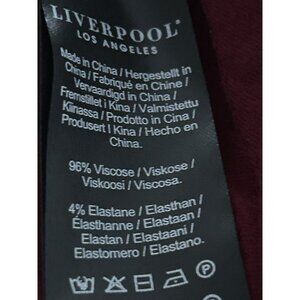 LIVERPOOL
LOS ANGELES
Made in China / Hergestellt in
China / Fabriqué en Chine /
Vervaardigd in China /
Fremstillet i Kina / Valmistettu
Kiinassa / Prodotto in Cina /
Produsert i Kina / Hecho en
China.
96% Viscose / Viskose /
Viskoosi / Viscosa.
4% Elastane / Elasthan /
Élasthanne / Elastaan /
Elastan / Elastaani /
Elastomero / Elastano.
P